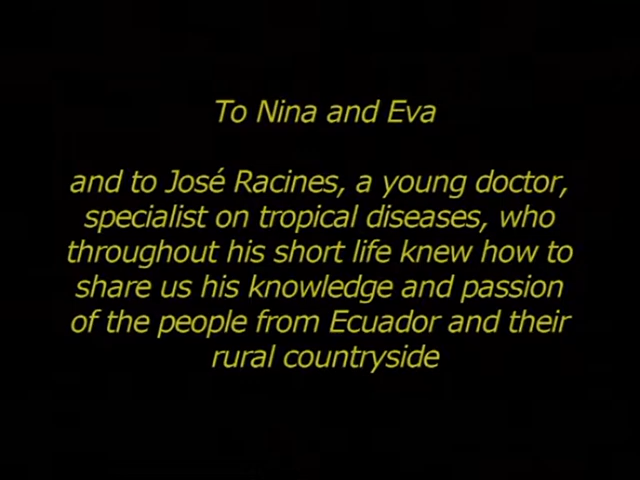 To Nina and Eva
and to José Racines, a young doctor,
specialist on tropical diseases, who
throughout his short life knew how to
share us his knowledge and passion
of the people from Ecuador and their
rural countryside